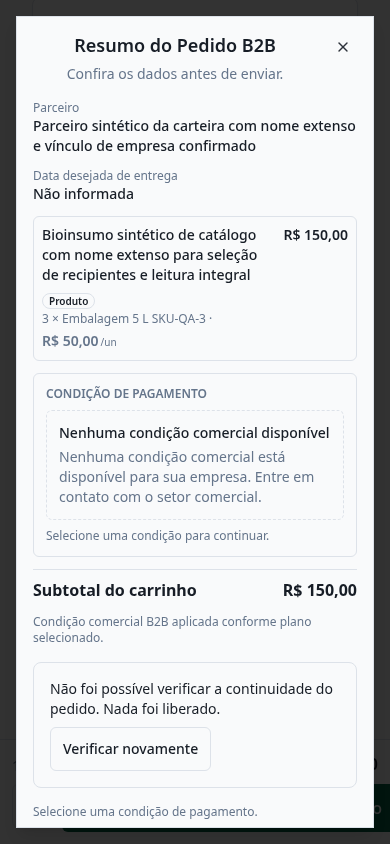 Resumo do Pedido B2B
Confira os dados antes de enviar.
Parceiro
Parceiro sintético da carteira com nome extenso
e vínculo de empresa confirmado
Data desejada de entrega
Não informada
Bioinsumo sintético de catálogo R$ 150,00
com nome extenso para seleção
de recipientes e leitura integral
Produto
3 × Embalagem 5 L SKU-QA-3 ·
R$ 50,00 /un
CONDIÇÃO DE PAGAMENTO
Nenhuma condição comercial disponível
Nenhuma condição comercial está
disponível para sua empresa. Entre em
contato com o setor comercial.
Selecione uma condição para continuar.
Subtotal do carrinho R$ 150,00
Condição comercial B2B aplicada conforme plano
selecionado.
Não foi possível verificar a continuidade do
pedido. Nada foi liberado.
Verificar novamente
Selecione uma condição de pagamento.